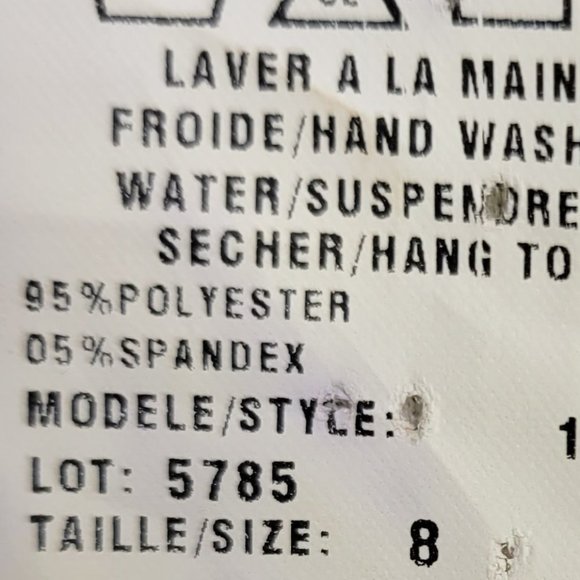 LAVER A LA MAIN
FROIDE/HAND WASH
WATER/SUSPENDRE
SECHER/HANG TO
95%POLYESTER
05%SPANDEX
MODELE/STYLE: 1
LOT: 5785
TAILLE/SIZE: 8